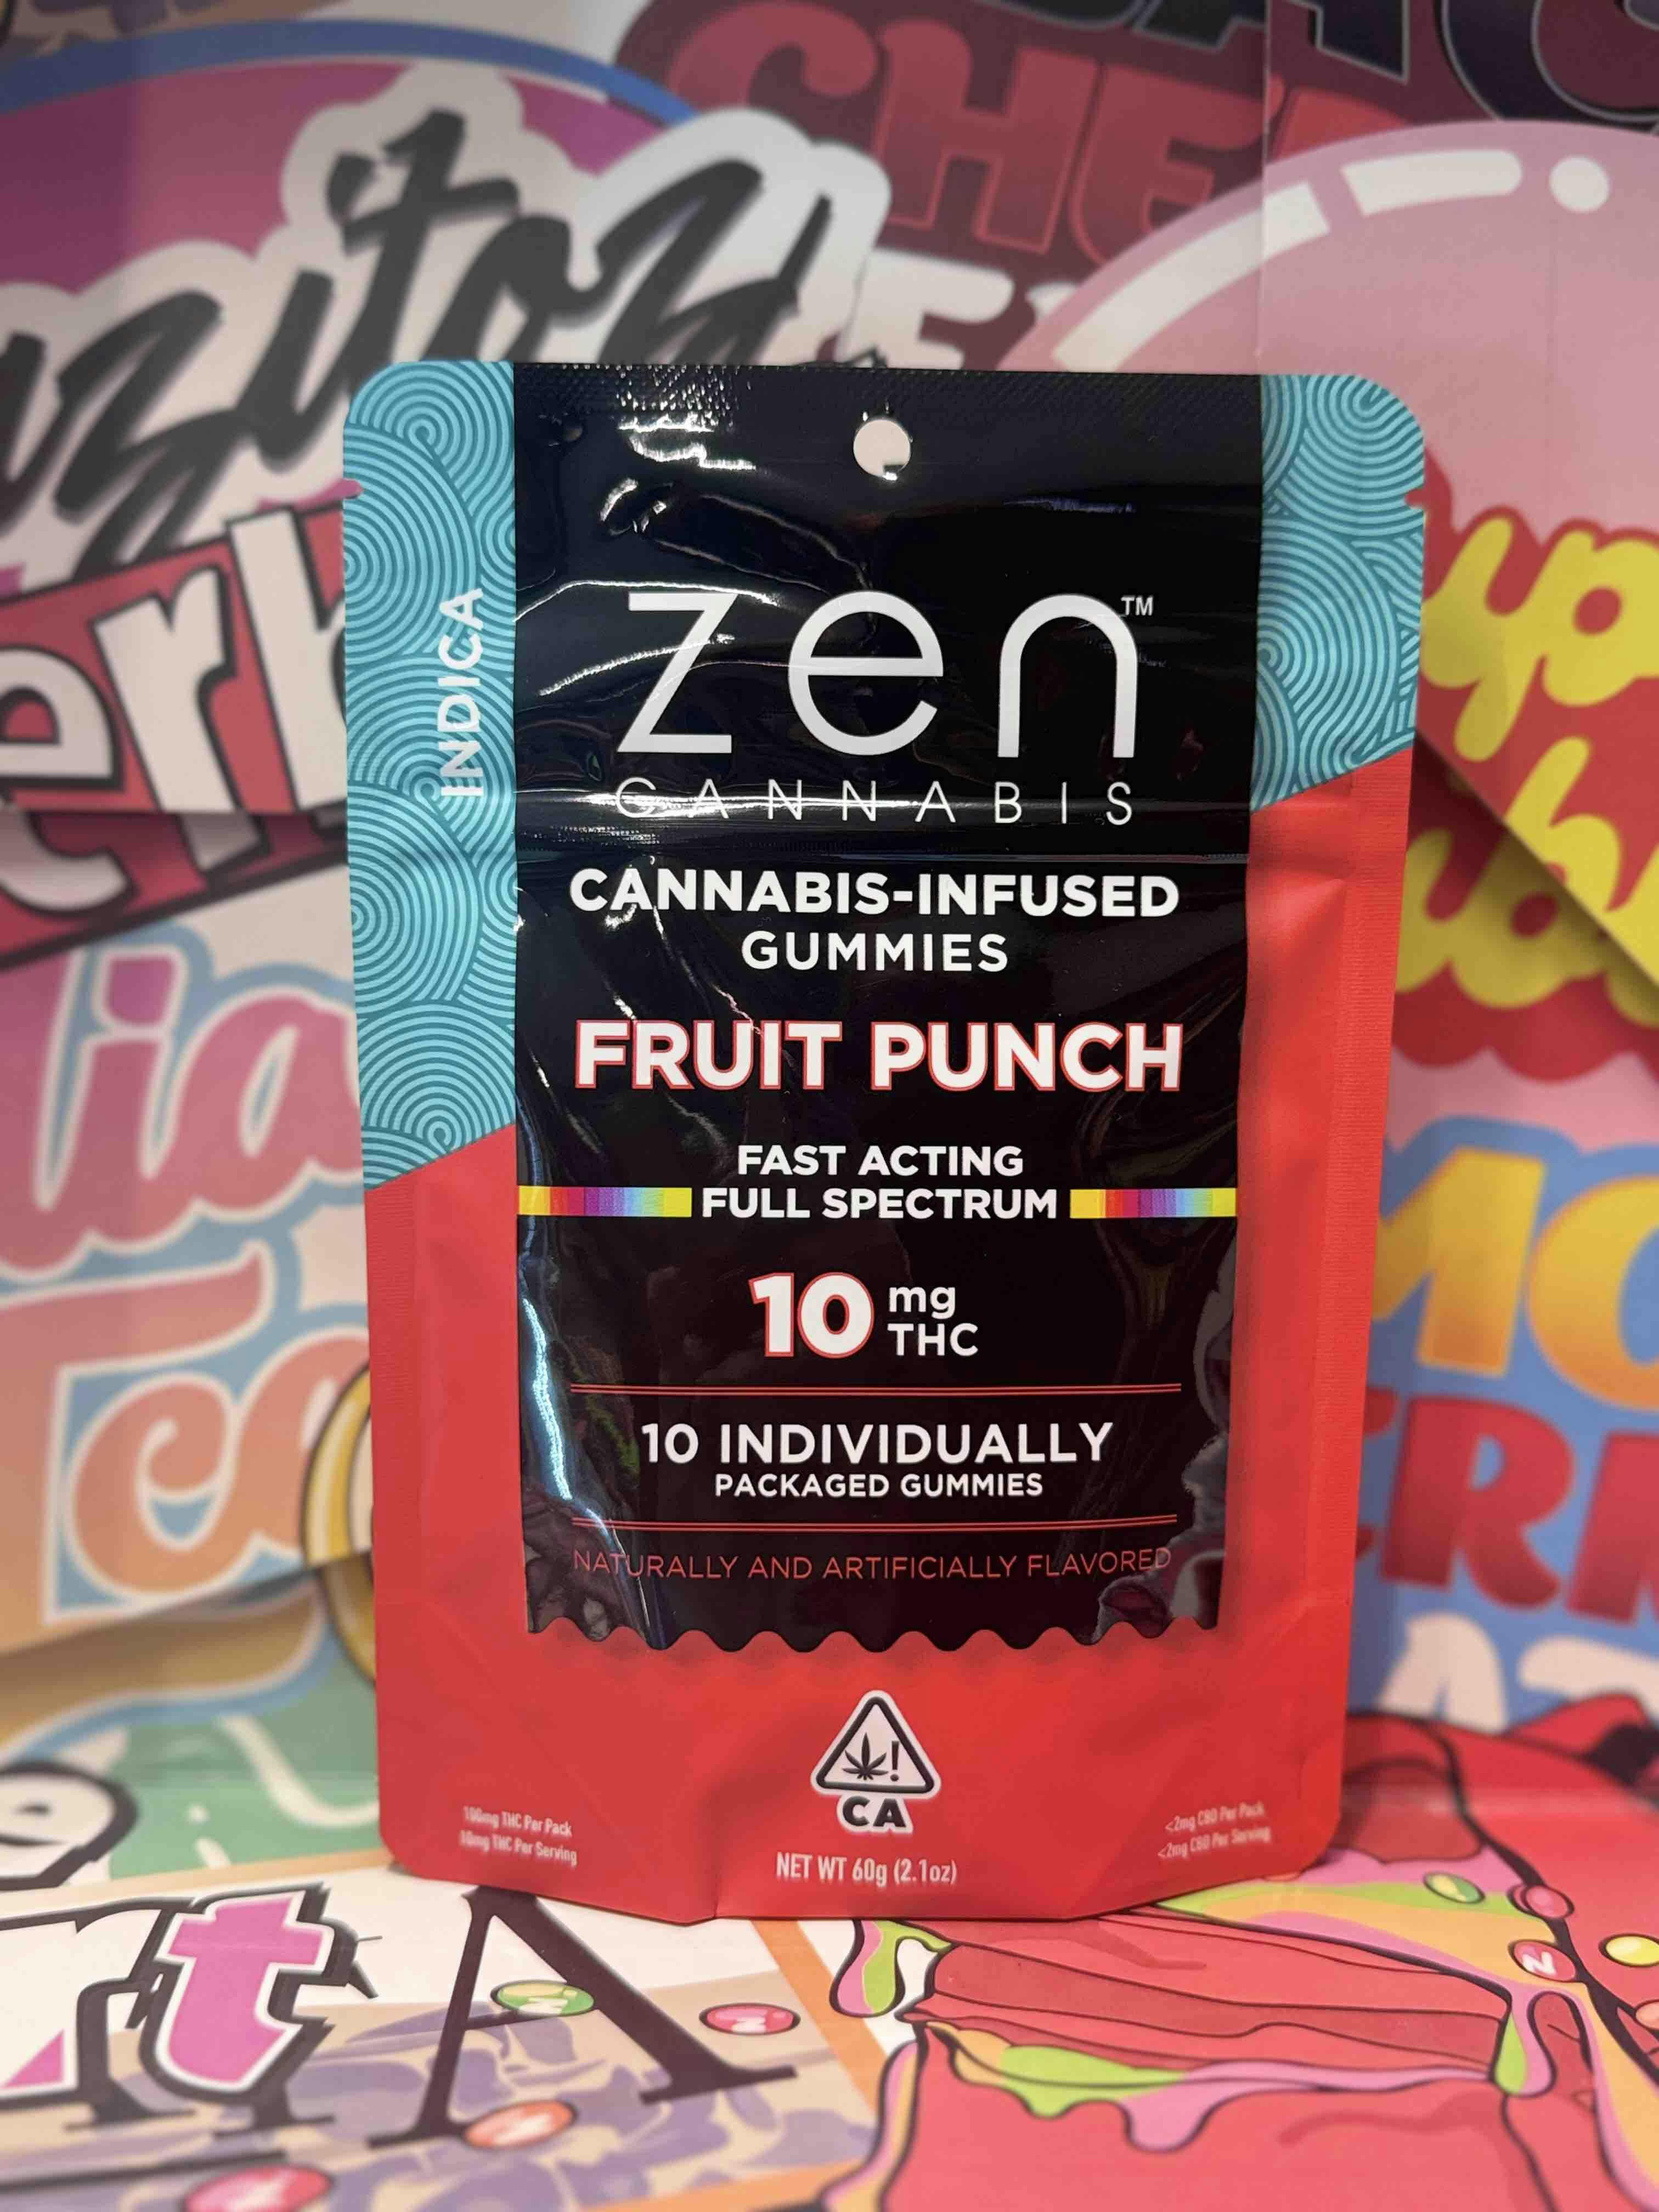 CHE
INDICA
zen™
CANNABIS
CANNABIS-INFUSED
GUMMIES
FRUIT PUNCH
FAST ACTING
FULL SPECTRUM
10 mg
THC
10 INDIVIDUALLY
PACKAGED GUMMIES
NATURALLY AND ARTIFICIALLY FLAVORED
CA
100mg THC Per Pack
10mg THC Per Serving
<2mg CBD Per Pack
<2mg CBD Per Serving
NET WT 60g (2.1oz)